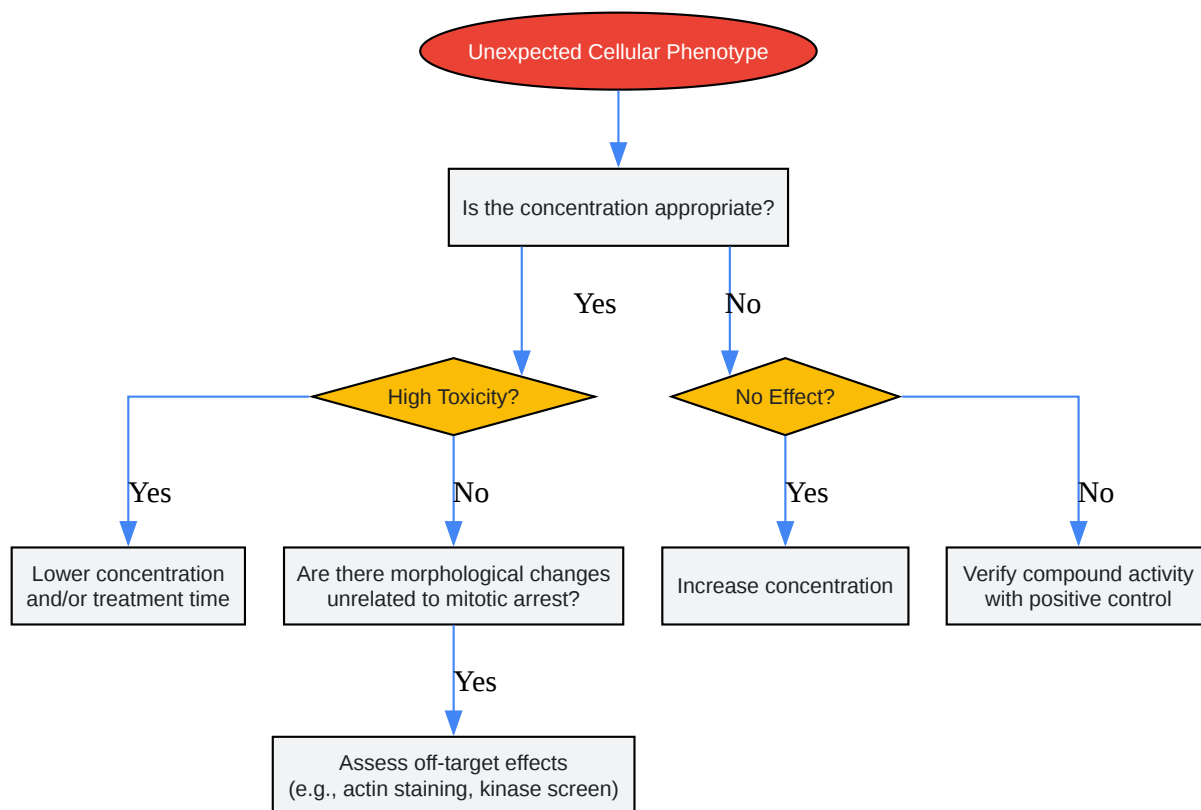 Unexpected Cellular Phenotype
Is the concentration appropriate?
Yes
No
High Toxicity?
No Effect?
Yes
No
Yes
No
Lower concentration
and/or treatment time
Are there morphological changes
unrelated to mitotic arrest?
Increase concentration
Verify compound activity
with positive control
Yes
Assess off-target effects
(e.g., actin staining, kinase screen)